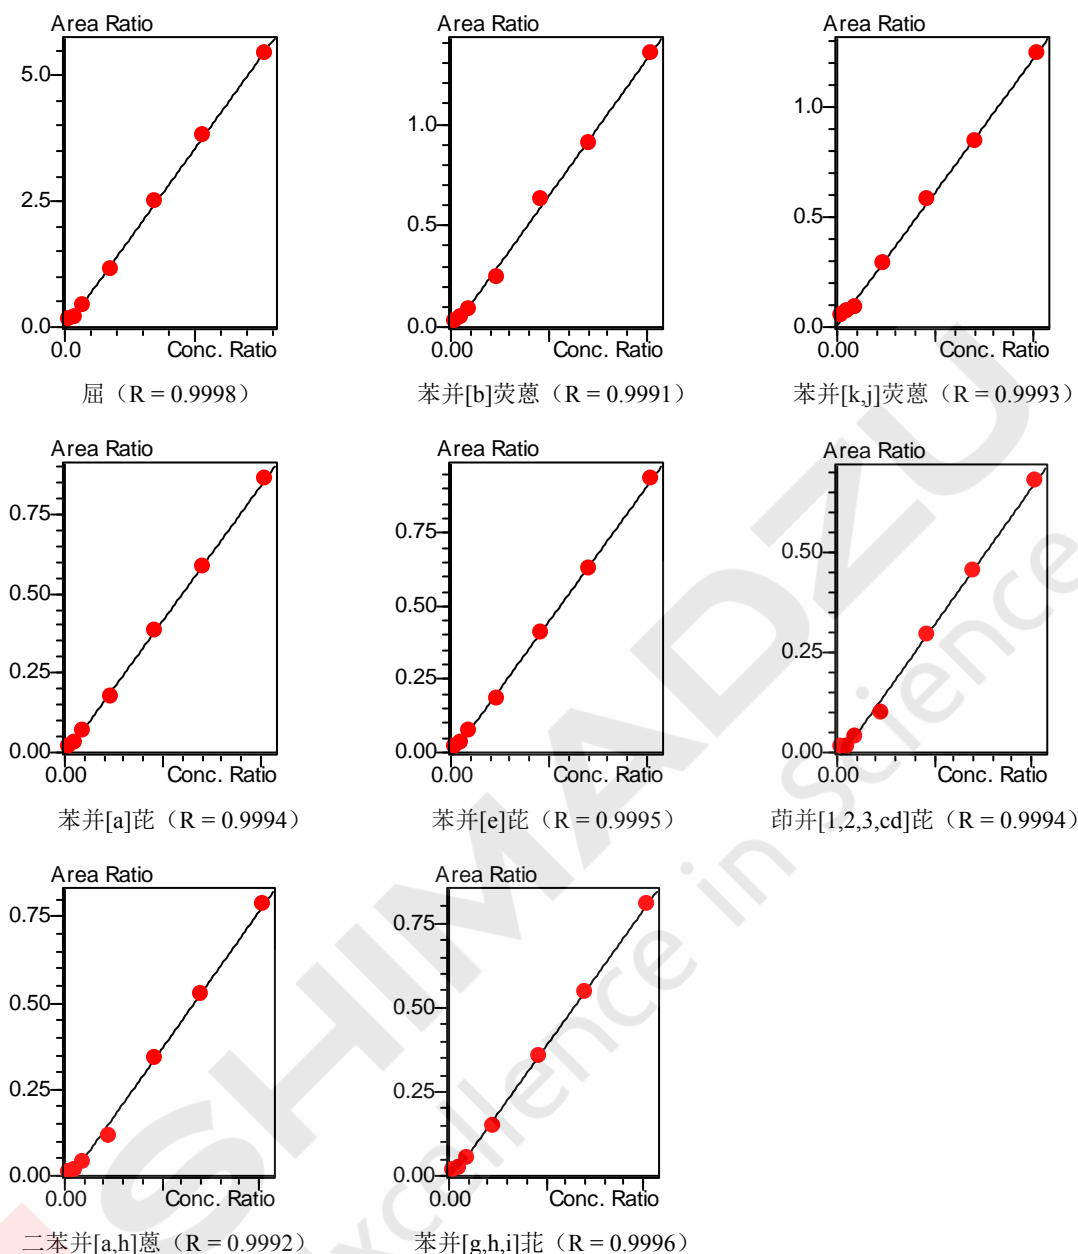 Area Ratio Area Ratio Area Ratio
5.0
2.5
0.0
0.0 Conc. Ratio
1.0
0.5
0.0
0.00 Conc. Ratio
1.0
0.5
0.0
0.00 Conc. Ratio
屈（R = 0.9998） 苯并[b]荧蒽（R = 0.9991） 苯并[k,j]荧蒽（R = 0.9993）
Area Ratio Area Ratio Area Ratio
0.75
0.50
0.25
0.00
0.00 Conc. Ratio
0.75
0.50
0.25
0.00
0.00 Conc. Ratio
0.50
0.25
0.00
0.00 Conc. Ratio
苯并[a]芘（R = 0.9994） 苯并[e]芘（R = 0.9995） 茚并[1,2,3,cd]芘（R = 0.9994）
Area Ratio Area Ratio
0.75
0.50
0.25
0.00
0.00 Conc. Ratio
0.75
0.50
0.25
0.00
0.00 Conc. Ratio
二苯并[a,h]蒽（R = 0.9992） 苯并[g,h,i]苝（R = 0.9996）
SHIMADZU
Excellence in Science